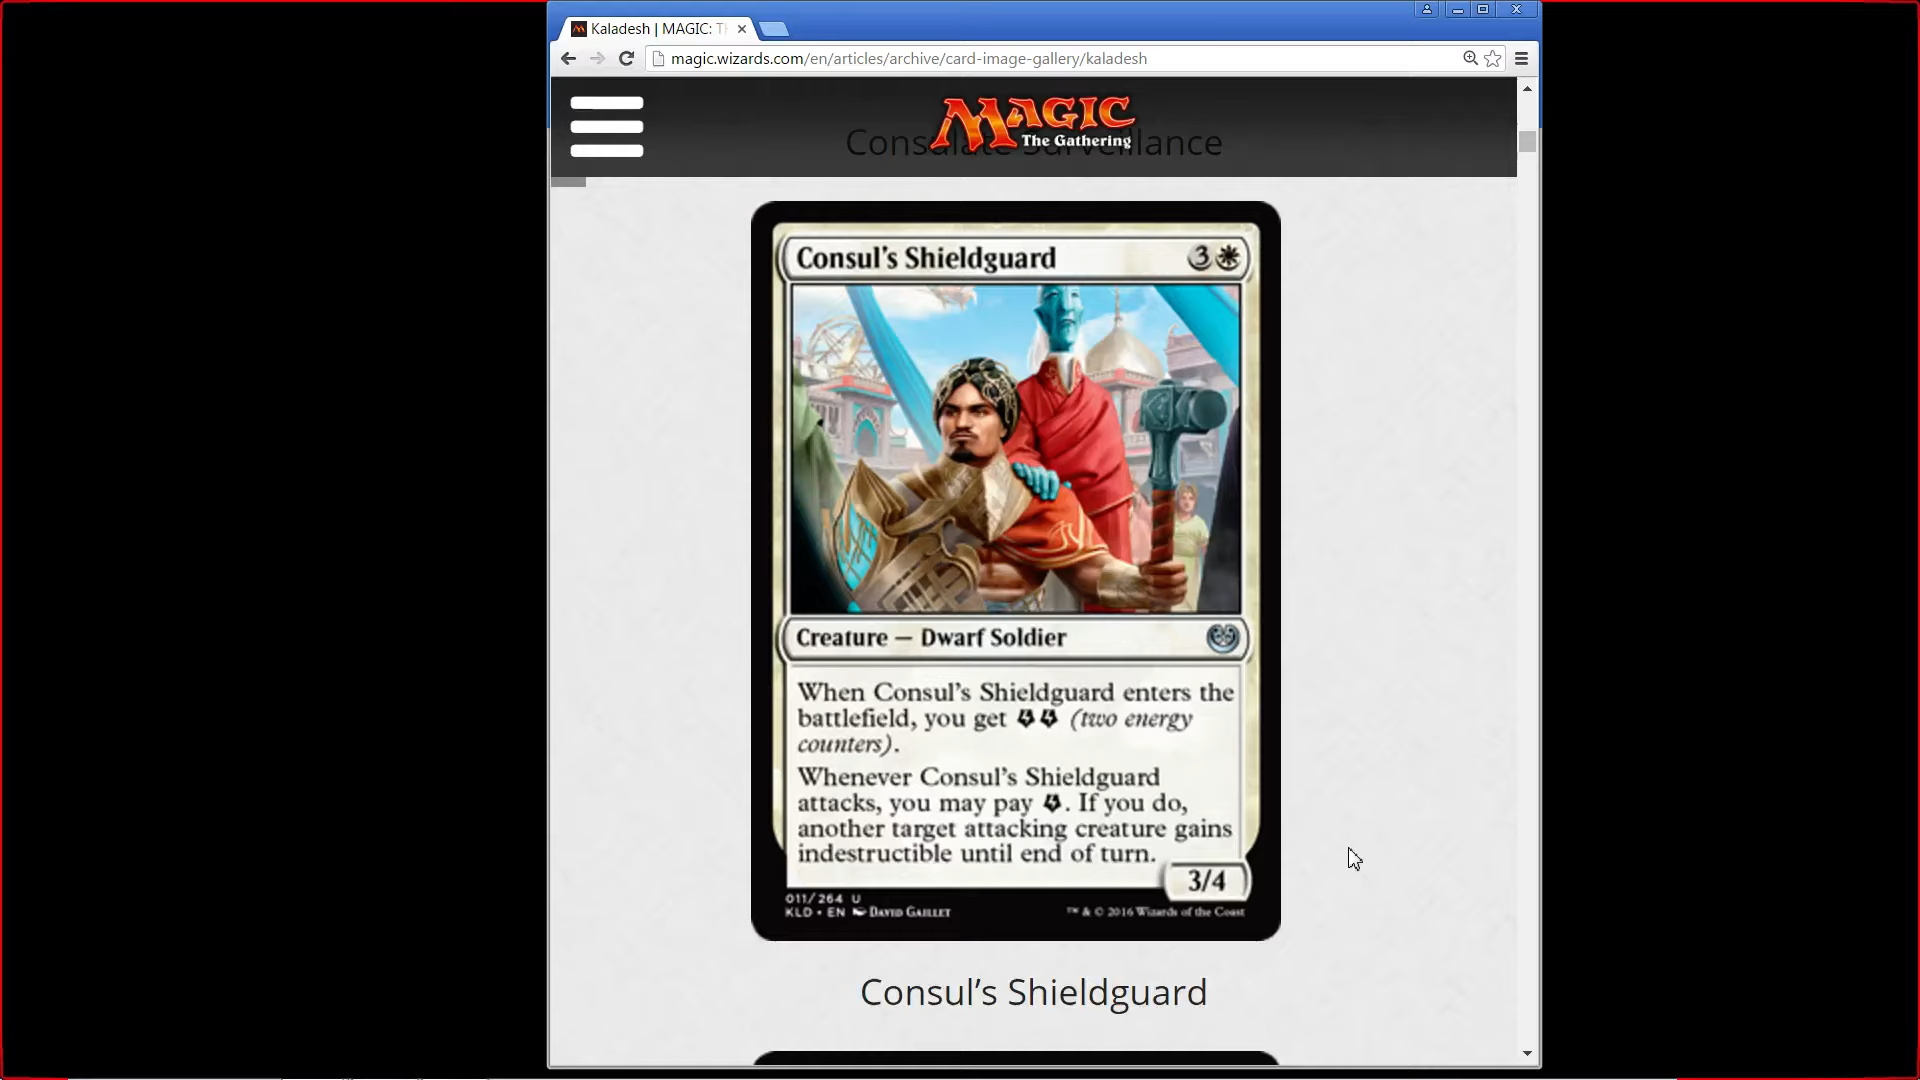 Kaladesh | MAGIC: T
magic.wizards.com/en/articles/archive/card-image-gallery/kaladesh
MAGIC
The Gathering
Consulate Surveillance
Consul's Shieldguard 3
Creature — Dwarf Soldier
When Consul's Shieldguard enters the
battlefield, you get (two energy
counters).
Whenever Consul's Shieldguard
attacks, you may pay . If you do,
another target attacking creature gains
indestructible until end of turn.
3/4
011/264 U
KLD • EN DAVID GAILLET
™ & © 2016 Wizards of the Coast
Consul's Shieldguard